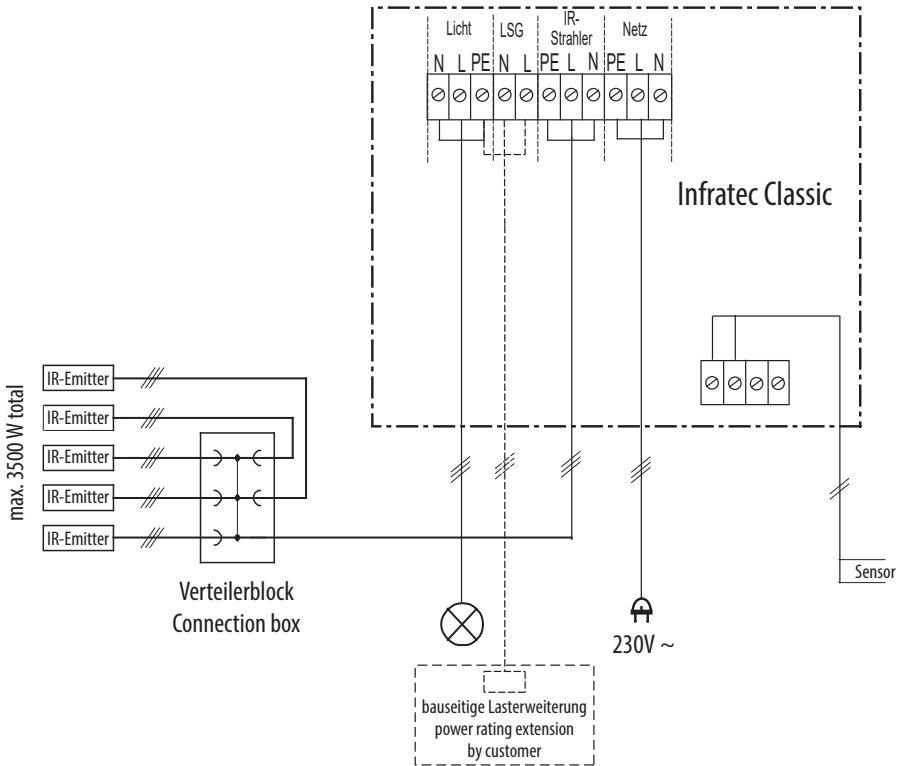 Licht
LSG
IR-
Strahler
Netz
N L PE N L PE L N PE L N
Infratec Classic
max. 3500 W total
IR-Emitter
IR-Emitter
IR-Emitter
IR-Emitter
IR-Emitter
Verteilerblock
Connection box
Sensor
230V ~
bauseitige Lasterweiterung
power rating extension
by customer